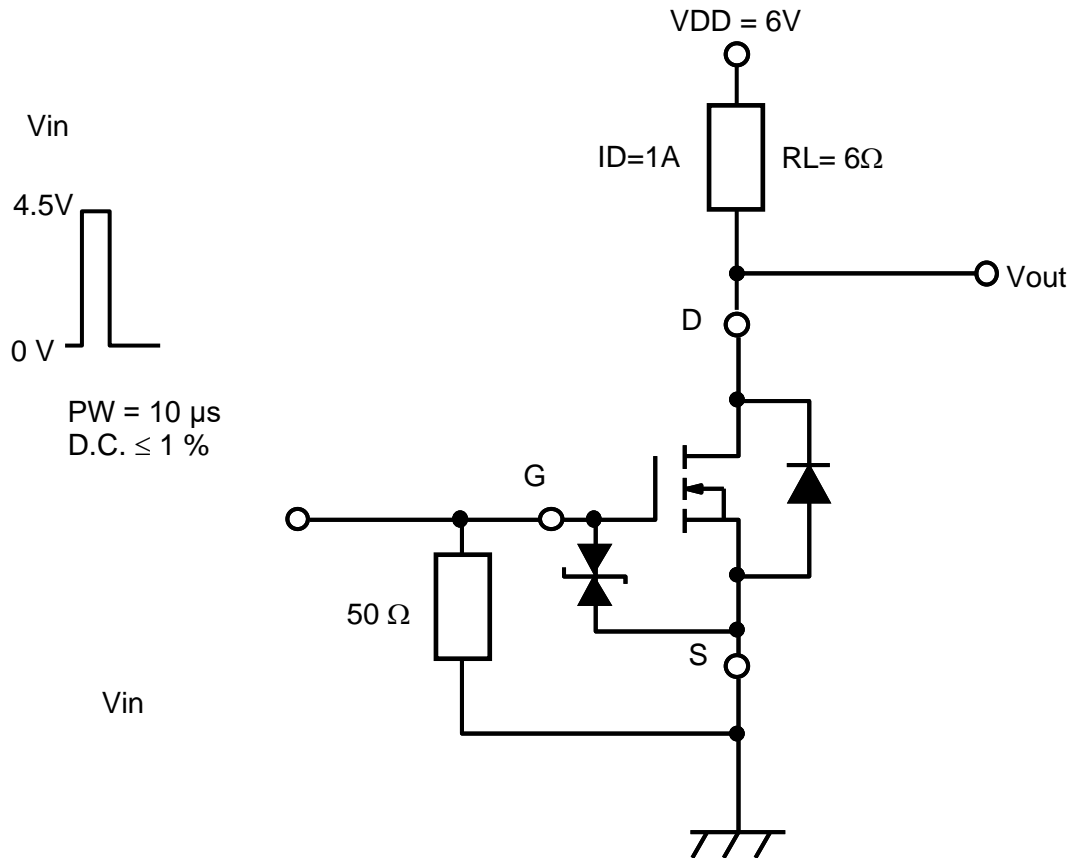 VDD = 6V
Vin
ID=1A
RL= 6Ω
4.5V
Vout
D
0 V
PW = 10 µs
D.C. ≤ 1 %
G
50 Ω
S
Vin